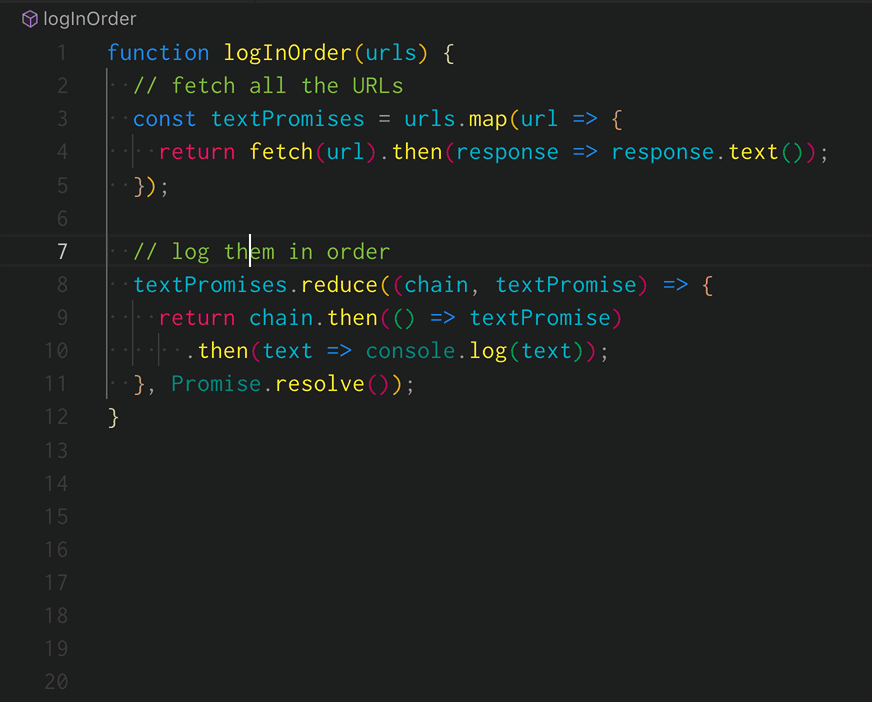 logInOrder
1 function logInOrder(urls) {
2 // fetch all the URLs
3 const textPromises = urls.map(url => {
4 return fetch(url).then(response => response.text());
5 });
6
7 // log them in order
8 textPromises.reduce((chain, textPromise) => {
9 return chain.then(() => textPromise)
10 .then(text => console.log(text));
11 }, Promise.resolve());
12 }
13
14
15
16
17
18
19
20